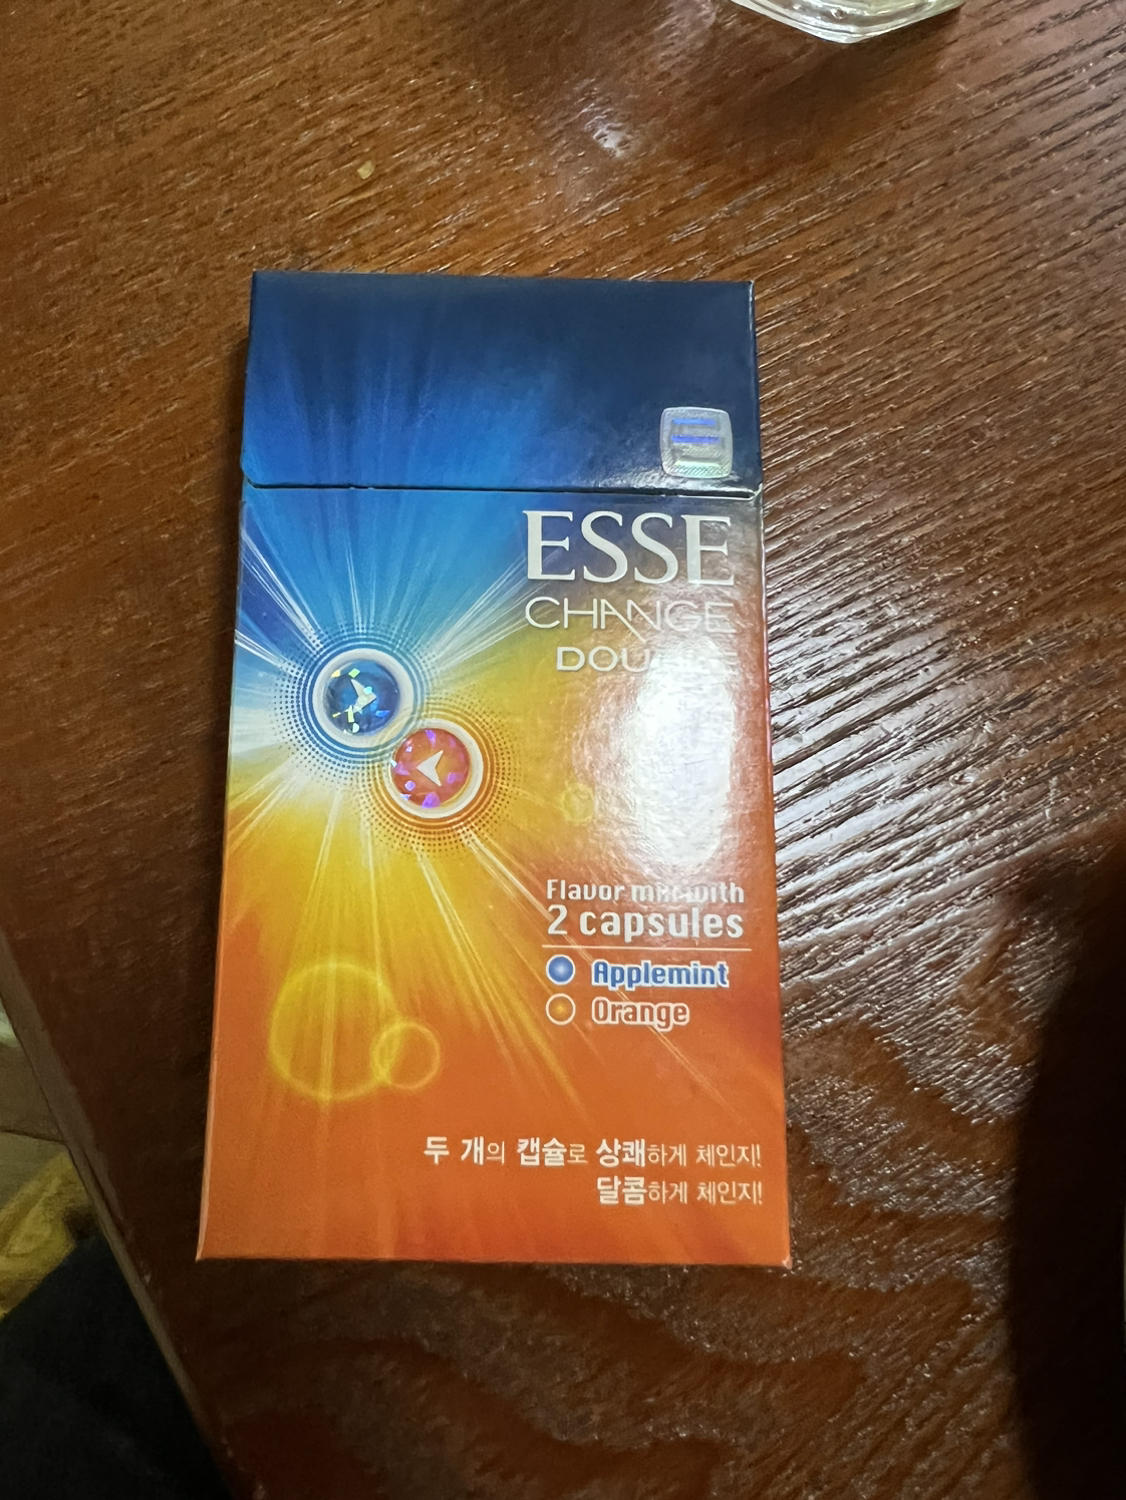 ESSE
CHANGE
Flavor with
2 capsules
Applemint
Orange
두 개의 캡슐로 상쾌하게 체인지!
달콤하게 체인지!